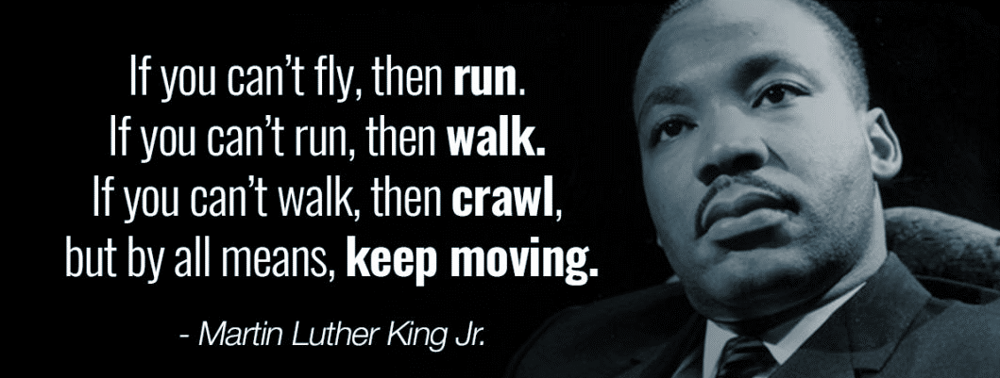 If you can’t fly, then run.
If you can’t run, then walk.
If you can’t walk, then crawl,
but by all means, keep moving.
- Martin Luther King Jr.